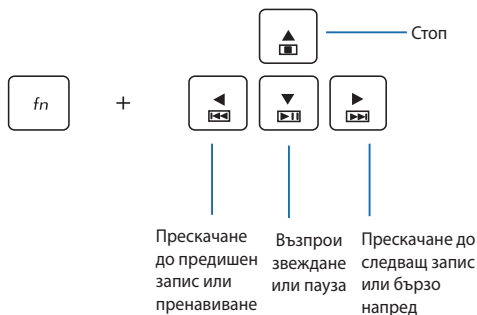 Стоп
fn
+
Прескачане
до предишен
запис или
пренавиване
Възпрои
звеждане
или пауза
Прескачане до
следващ запис
или бързо
напред